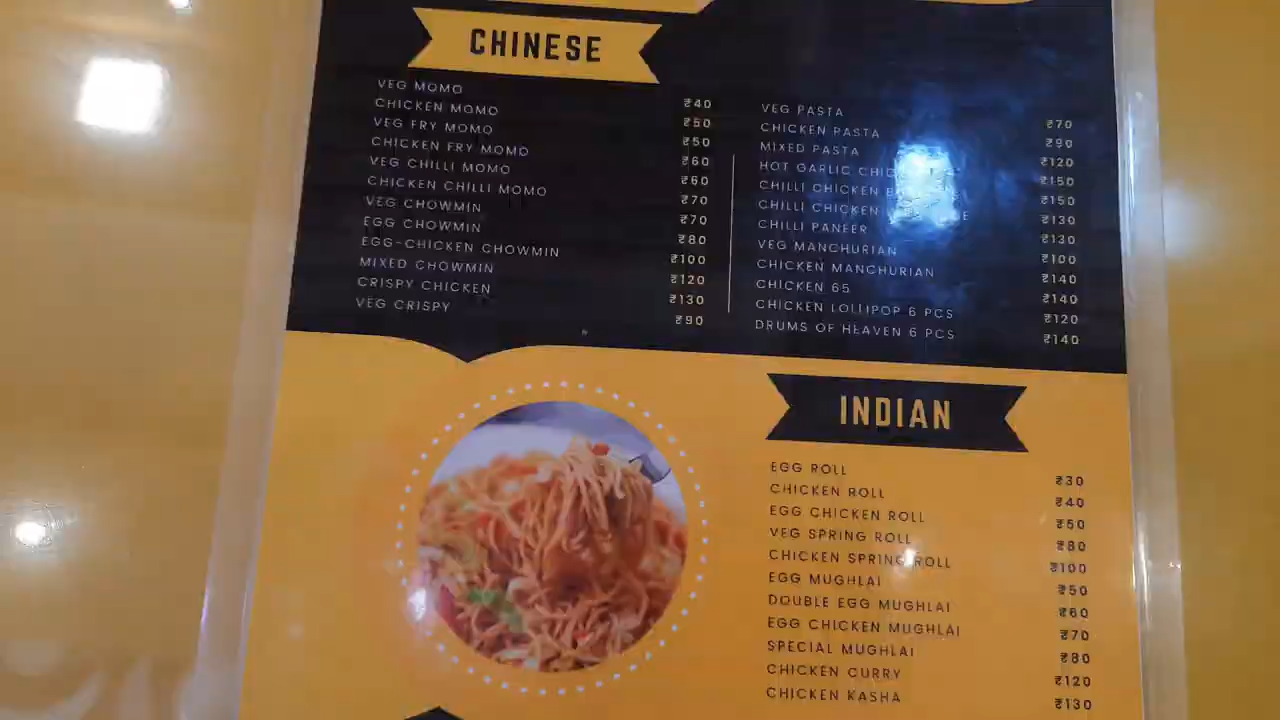 CHINESE
VEG MOMO ₹40
CHICKEN MOMO ₹50
VEG FRY MOMO ₹50
CHICKEN FRY MOMO ₹60
VEG CHILLI MOMO ₹60
CHICKEN CHILLI MOMO ₹70
VEG CHOWMIN ₹70
EGG CHOWMIN ₹80
EGG-CHICKEN CHOWMIN ₹100
MIXED CHOWMIN ₹120
CRISPY CHICKEN ₹130
VEG CRISPY ₹90
VEG PASTA ₹70
CHICKEN PASTA ₹90
MIXED PASTA ₹120
HOT GARLIC ₹150
CHILLI CHICKEN ₹150
CHILLI CHICKEN ₹130
CHILLI PANEER ₹130
VEG MANCHURIAN ₹100
CHICKEN MANCHURIAN ₹140
CHICKEN 65 ₹140
CHICKEN LOLLIPOP 6 PCS ₹120
DRUMS OF HEAVEN 6 PCS ₹140
INDIAN
EGG ROLL ₹30
CHICKEN ROLL ₹40
EGG CHICKEN ROLL ₹50
VEG SPRING ROLL ₹80
CHICKEN SPRING ROLL ₹100
EGG MUGHLAI ₹50
DOUBLE EGG MUGHLAI ₹60
EGG CHICKEN MUGHLAI ₹70
SPECIAL MUGHLAI ₹80
CHICKEN CURRY ₹120
CHICKEN KASHA ₹130